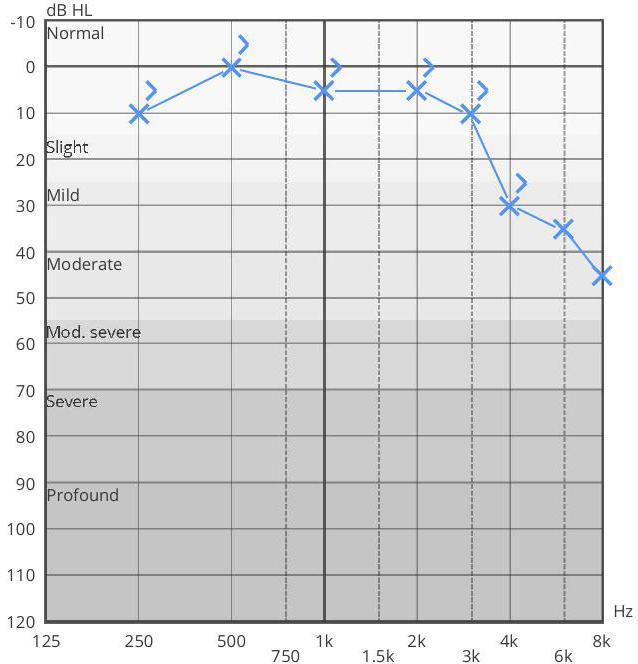 dB HL
-10
Normal
0
10
Slight
20
Mild
30
40
Moderate
50
Mod. severe
60
70
Severe
80
90
Profound
100
110
120
Hz
125 250 500 1k 2k 4k 8k
750 1.5k 3k 6k